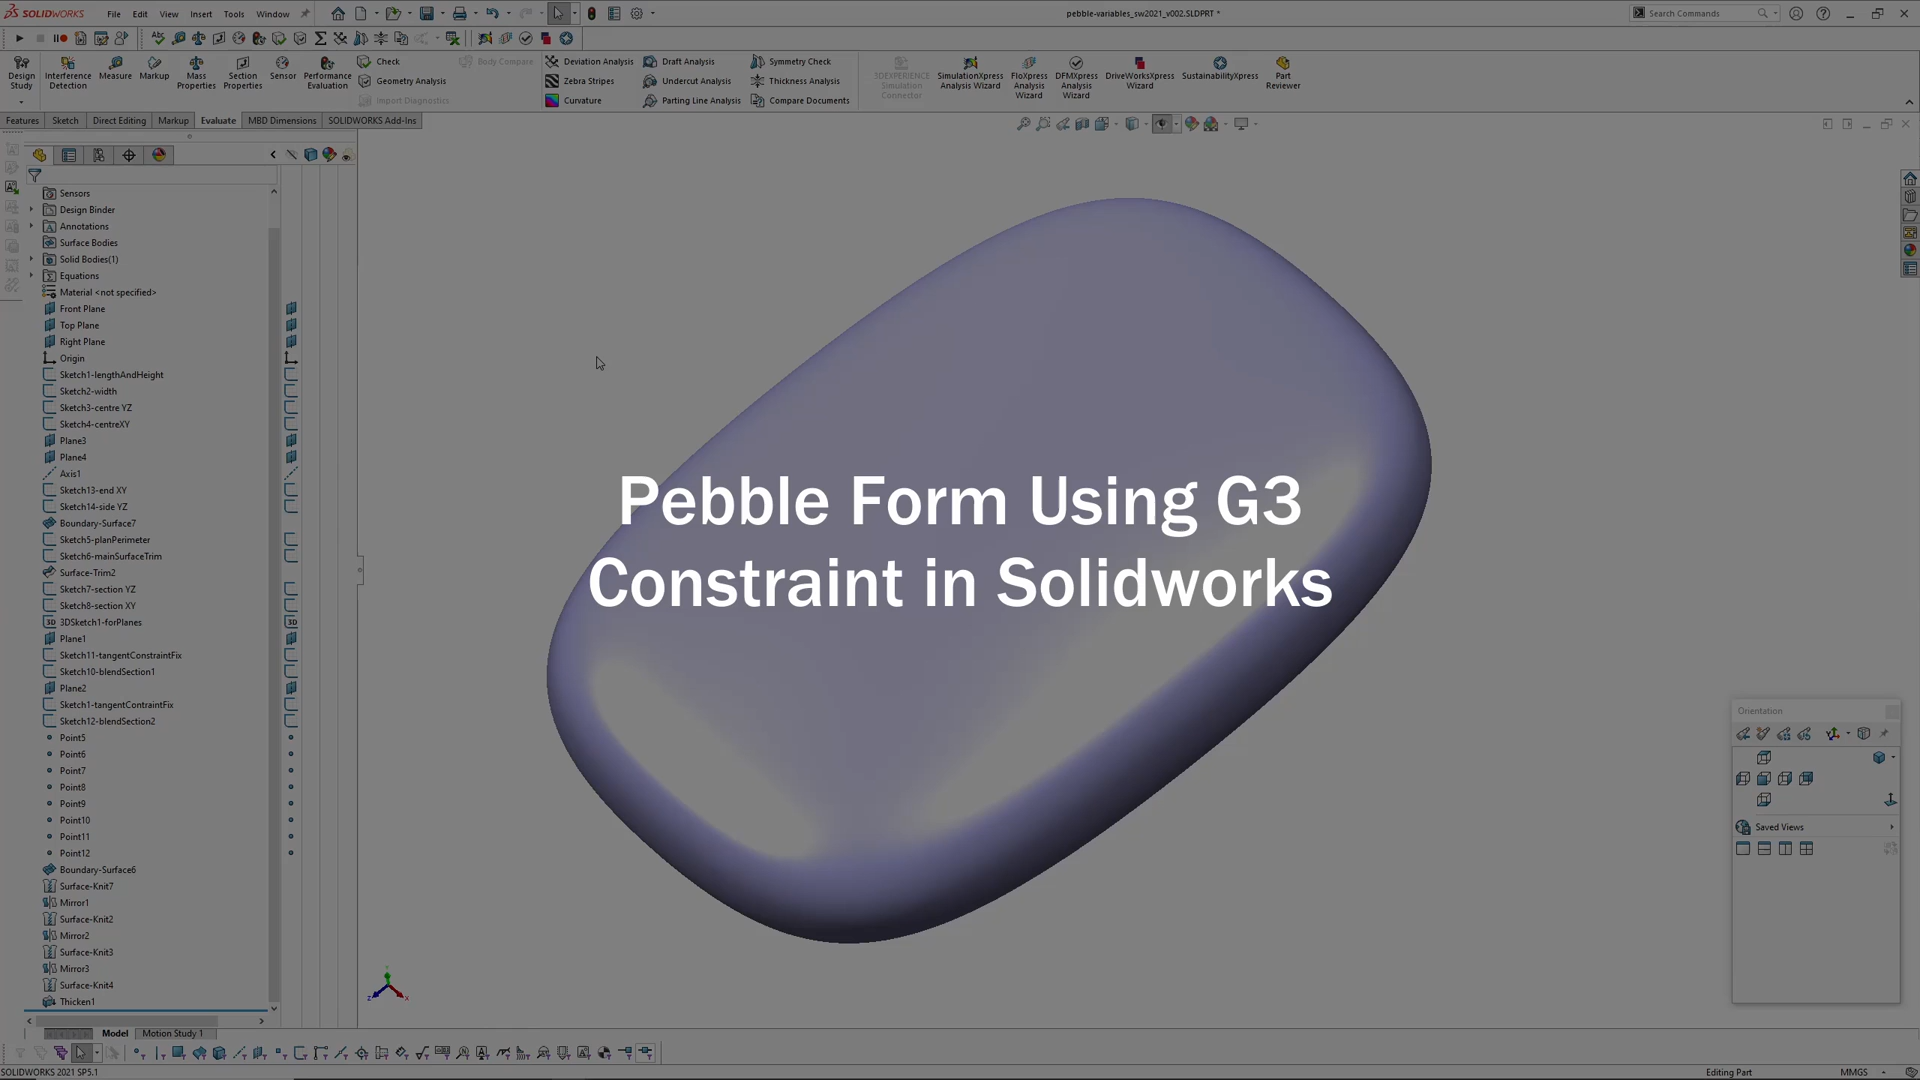 SOLIDWORKS
File
Edit
View
Insert
Tools
Window
pebble-variables_sw2021_v002.SLDPRT *
Search Commands
Design Study
Interference Detection
Measure
Markup
Mass Properties
Section Properties
Sensor
Performance Evaluation
Check
Geometry Analysis
Import Diagnostics
Body Compare
Deviation Analysis
Zebra Stripes
Curvature
Draft Analysis
Undercut Analysis
Parting Line Analysis
Symmetry Check
Thickness Analysis
Compare Documents
3DEXPERIENCE Simulation Connector
SimulationXpress Analysis Wizard
FloXpress Analysis Wizard
DFMXpress Analysis Wizard
DriveWorksXpress Wizard
SustainabilityXpress
Part Reviewer
Features
Sketch
Direct Editing
Markup
Evaluate
MBD Dimensions
SOLIDWORKS Add-Ins
Sensors
Design Binder
Annotations
Surface Bodies
Solid Bodies(1)
Equations
Material <not specified>
Front Plane
Top Plane
Right Plane
Origin
Sketch1-lengthAndHeight
Sketch2-width
Sketch3-centre YZ
Sketch4-centreXY
Plane3
Plane4
Axis1
Sketch13-end XY
Sketch14-side YZ
Boundary-Surface7
Sketch5-planPerimeter
Sketch6-mainSurfaceTrim
Surface-Trim2
Sketch7-section YZ
Sketch8-section XY
3DSketch1-forPlanes
Plane1
Sketch11-tangentConstraintFix
Sketch10-blendSection1
Plane2
Sketch1-tangentContraintFix
Sketch12-blendSection2
Point5
Point6
Point7
Point8
Point9
Point10
Point11
Point12
Boundary-Surface6
Surface-Knit7
Mirror1
Surface-Knit2
Mirror2
Surface-Knit3
Mirror3
Surface-Knit4
Thicken1
Pebble Form Using G3
Constraint in Solidworks
Orientation
Saved Views
Model
Motion Study 1
SOLIDWORKS 2021 SP5.1
Editing Part
MMGS